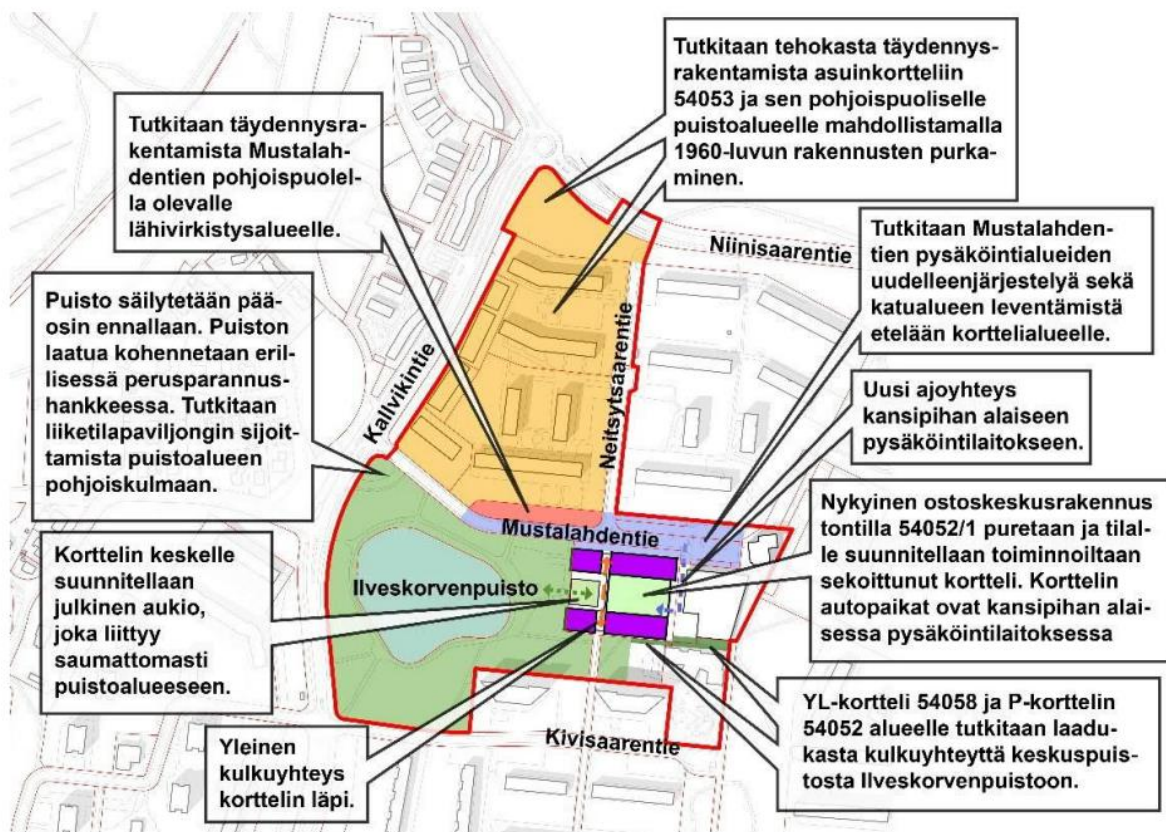 Tutkitaan tehokasta täydennys-
rakentamista asuinkortteliin
54053 ja sen pohjoispuoliselle
puistoalueelle mahdollistamalla
1960-luvun rakennusten purka-
minen.
Tutkitaan täydennysra-
kentamista Mustalah-
dentien pohjoispuolel-
la olevalle
lähivirkistysalueelle.
Tutkitaan Mustalahden-
tien pysäköintialueiden
uudelleenjärjestelyä sekä
katualueen leventämistä
etelään korttelialueelle.
Puisto säilytetään pää-
osin ennallaan. Puiston
laatua kohennetaan eril-
lisessä perusparannus-
hankkeessa. Tutkitaan
liiketilapaviljongin sijoit-
tamista puistoalueen
pohjoiskulmaan.
Uusi ajoyhteys
kansipihan alaiseen
pysäköintilaitokseen.
Nykyinen ostoskeskusrakennus
tontilla 54052/1 puretaan ja tilal-
le suunnitellaan toiminnoiltaan
sekoittunut kortteli. Korttelin
autopaikat ovat kansipihan alai-
sessa pysäköintilaitoksessa
Korttelin keskelle
suunnitellaan
julkinen aukio,
joka liittyy
saumattomasti
puistoalueeseen.
YL-kortteli 54058 ja P-korttelin
54052 alueelle tutkitaan laadu-
kasta kulkuyhteyttä keskuspuis-
tosta Ilveskorvenpuistoon.
Yleinen
kulkuyhteys
korttelin läpi.
Niinisaarentie
Kallvikintie
Neitsytsaarentie
Mustalahdentie
Ilveskorvenpuisto
Kivisaarentie